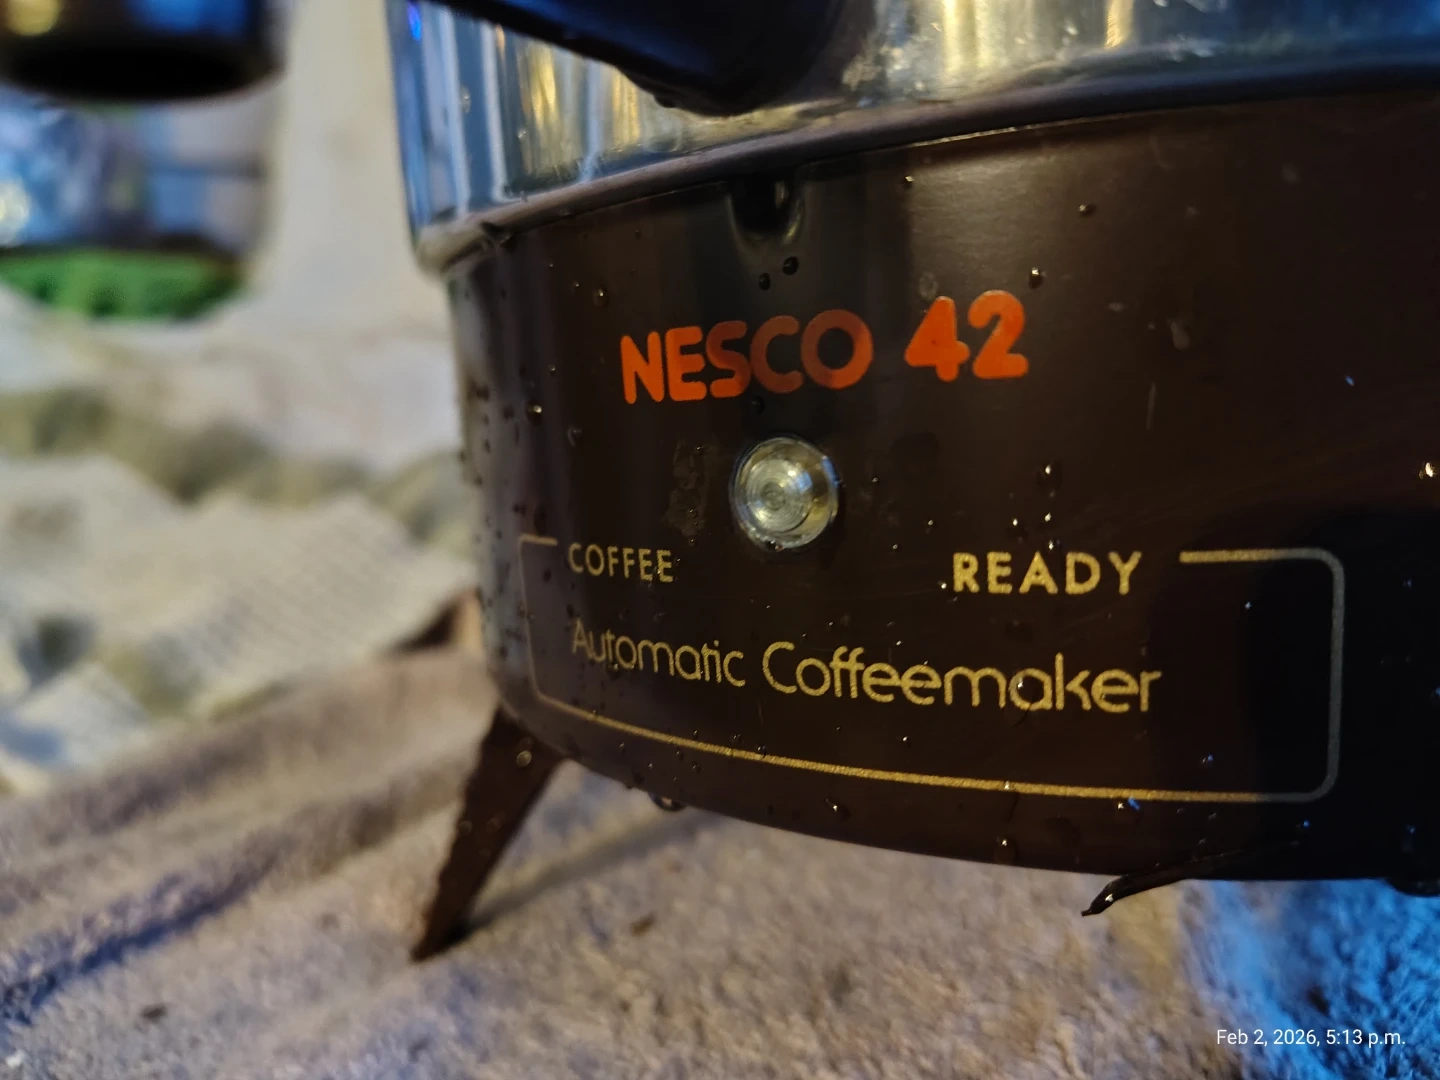 NESCO 42
COFFEE READY
Automatic Coffeemaker
Feb 2, 2026, 5:13 p.m.